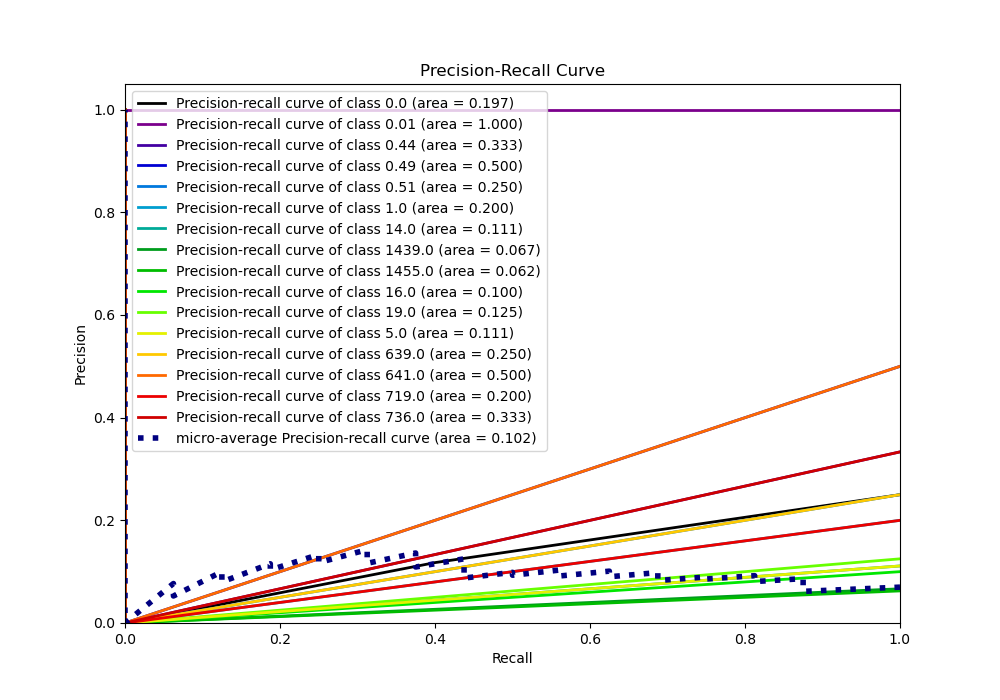 Precision-Recall Curve
1.0
0.8
0.6
0.4
0.2
0.0
Precision
Precision-recall curve of class 0.0 (area = 0.197)
Precision-recall curve of class 0.01 (area = 1.000)
Precision-recall curve of class 0.44 (area = 0.333)
Precision-recall curve of class 0.49 (area = 0.500)
Precision-recall curve of class 0.51 (area = 0.250)
Precision-recall curve of class 1.0 (area = 0.200)
Precision-recall curve of class 14.0 (area = 0.111)
Precision-recall curve of class 1439.0 (area = 0.067)
Precision-recall curve of class 1455.0 (area = 0.062)
Precision-recall curve of class 16.0 (area = 0.100)
Precision-recall curve of class 19.0 (area = 0.125)
Precision-recall curve of class 5.0 (area = 0.111)
Precision-recall curve of class 639.0 (area = 0.250)
Precision-recall curve of class 641.0 (area = 0.500)
Precision-recall curve of class 719.0 (area = 0.200)
Precision-recall curve of class 736.0 (area = 0.333)
micro-average Precision-recall curve (area = 0.102)
0.0 0.2 0.4 0.6 0.8 1.0
Recall